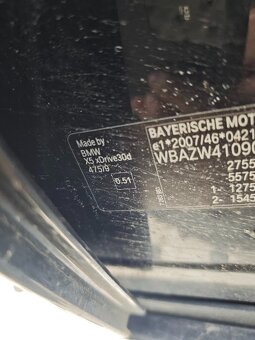 BAYERISCHE MOT
e1*2007/46*0421
WBAZW4109
2755
5575
1- 1275
2- 1545
Made by
BMW
X5 xDrive30d
475/9
0.51